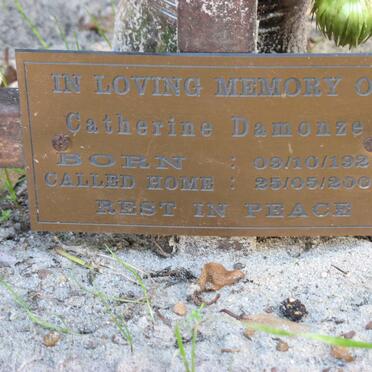 IN LOVING MEMORY O
Catherine Damonze
BORN : 09/10/192
CALLED HOME : 25/05/200
REST IN PEACE